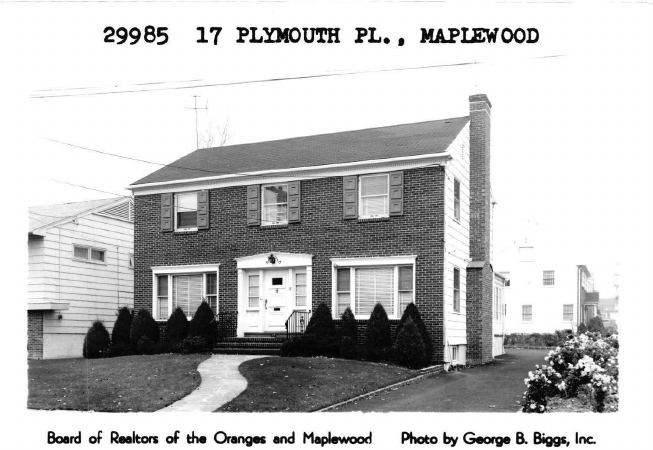 29985 17 PLYMOUTH PL., MAPLEWOOD
Board of Realtors of the Oranges and Maplewood Photo by George B. Biggs, Inc.